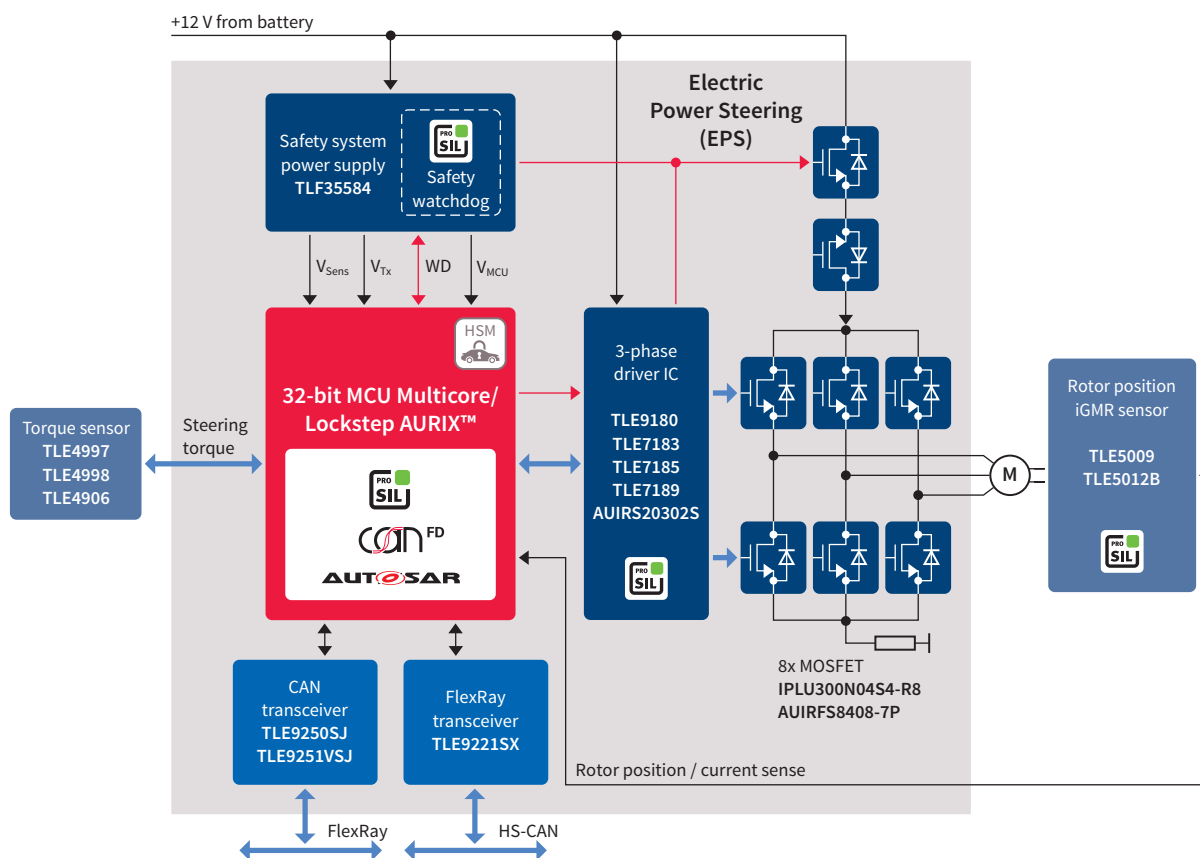 +12 V from battery
Electric
Power Steering
(EPS)
Safety system
power supply
TLF35584
PRO
SIL
Safety
watchdog
VSens
VTx
WD
VMCU
HSM
32-bit MCU Multicore/
Lockstep AURIX™
PRO
SIL
CAN FD
AUTOSAR
Torque sensor
TLE4997
TLE4998
TLE4906
Steering
torque
3-phase
driver IC
TLE9180
TLE7183
TLE7185
TLE7189
AUIRS20302S
PRO
SIL
M
Rotor position
iGMR sensor
TLE5009
TLE5012B
PRO
SIL
8x MOSFET
IPLU300N04S4-R8
AUIRFS8408-7P
CAN
transceiver
TLE9250SJ
TLE9251VSJ
FlexRay
transceiver
TLE9221SX
Rotor position / current sense
FlexRay
HS-CAN